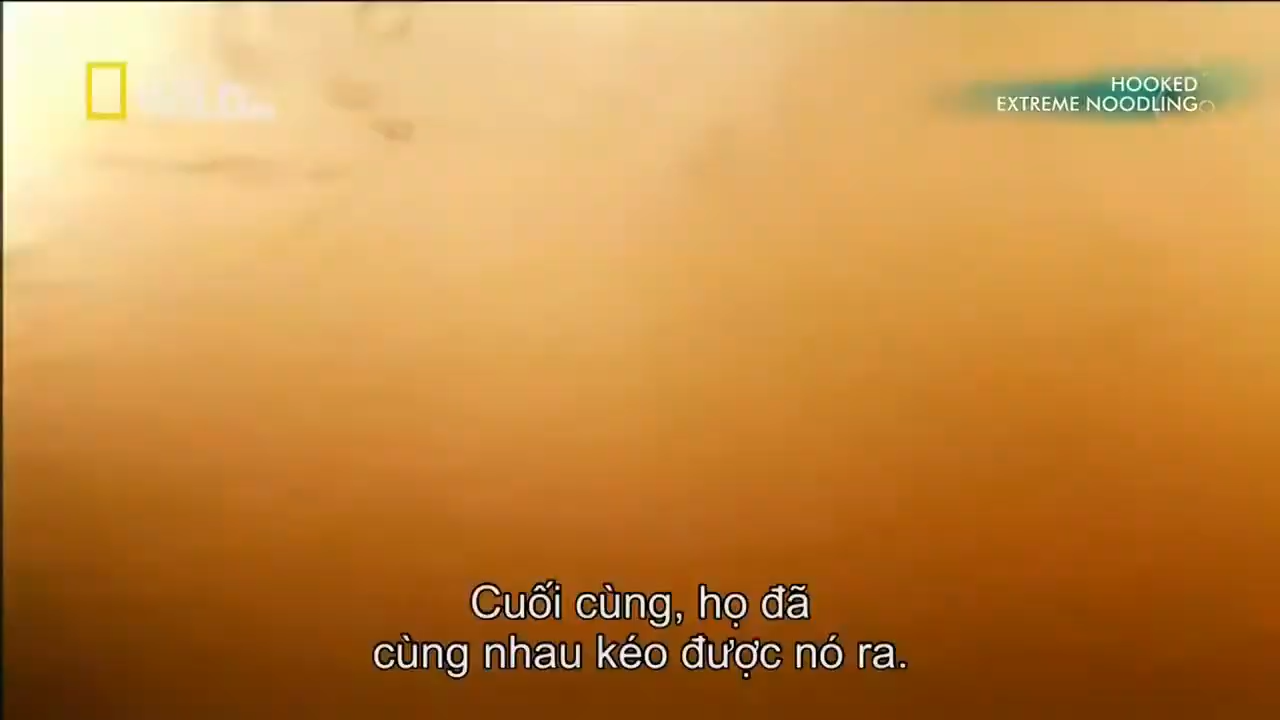 HOOKED
EXTREME NOODLING
Cuối cùng, họ đã
cùng nhau kéo được nó ra.